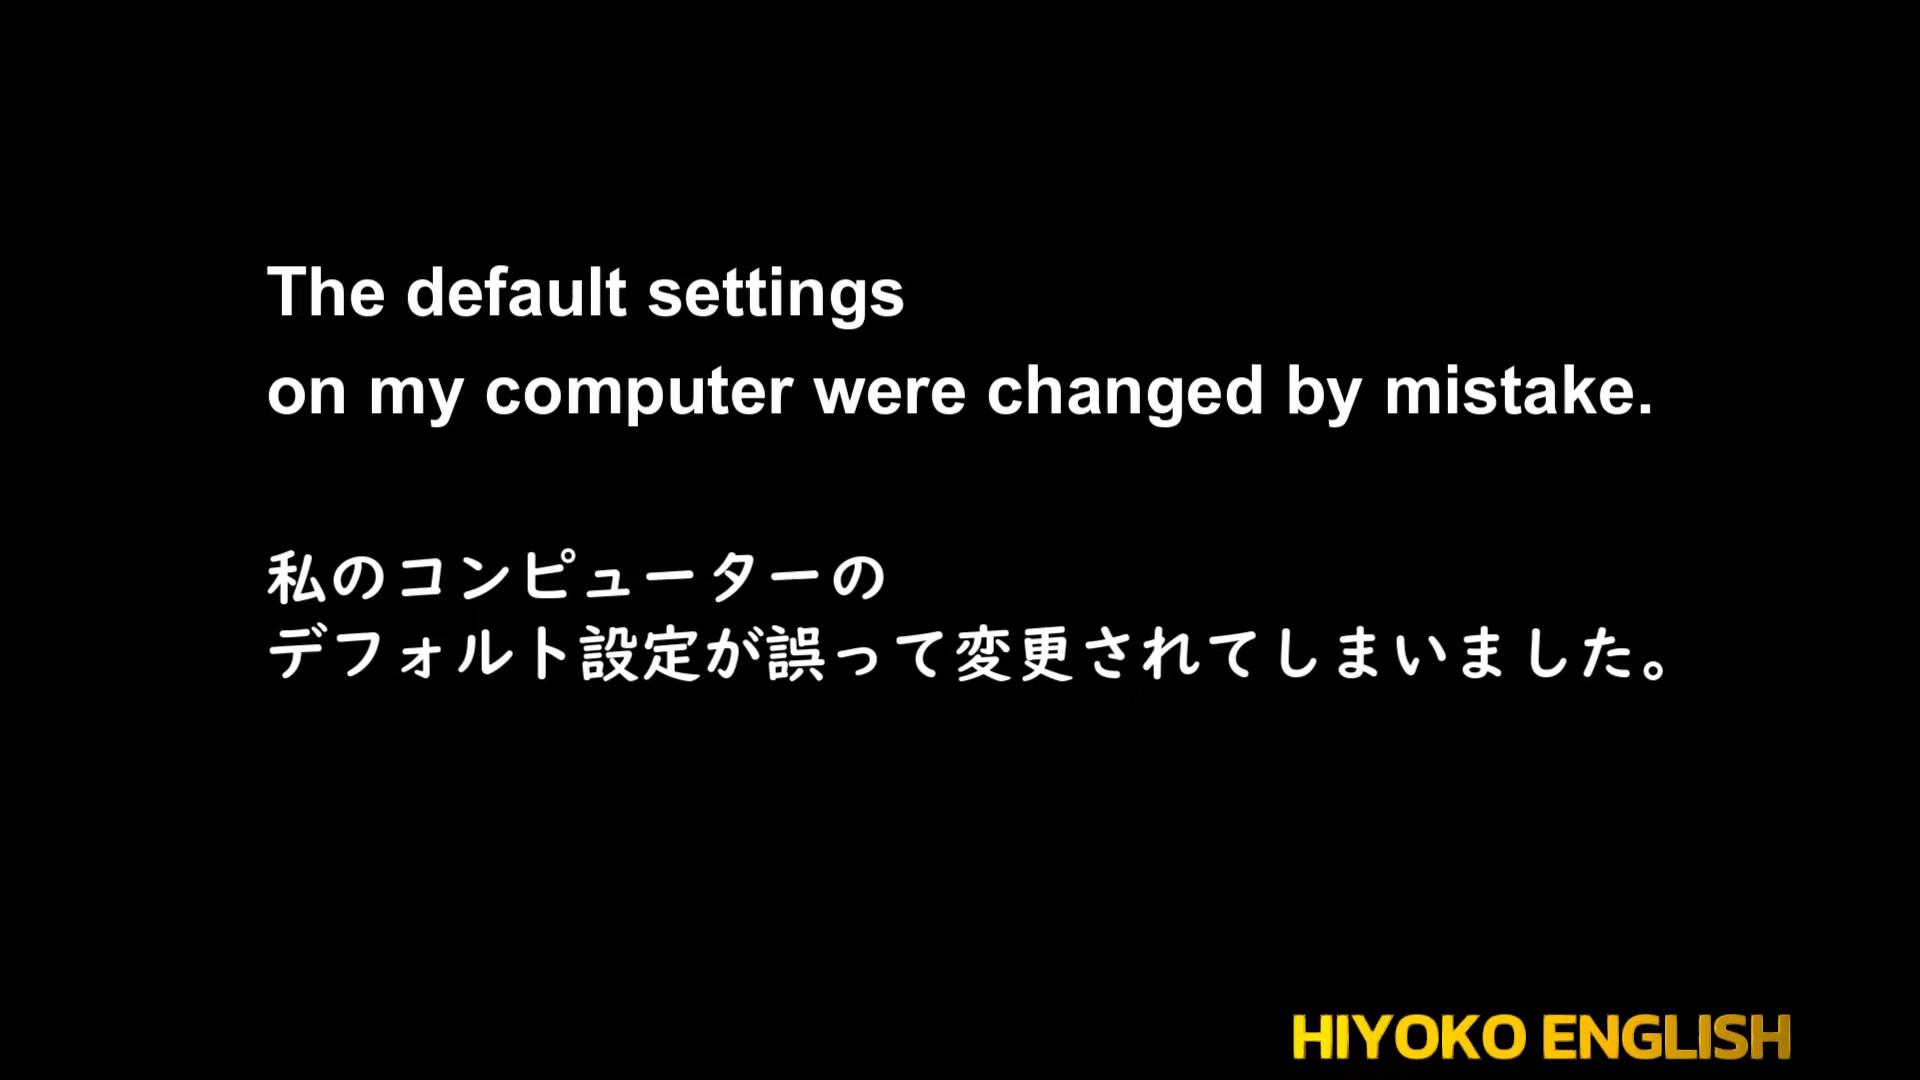 The default settings
on my computer were changed by mistake.
私のコンピューターの
デフォルト設定が誤って変更されてしまいました。
HIYOKO ENGLISH